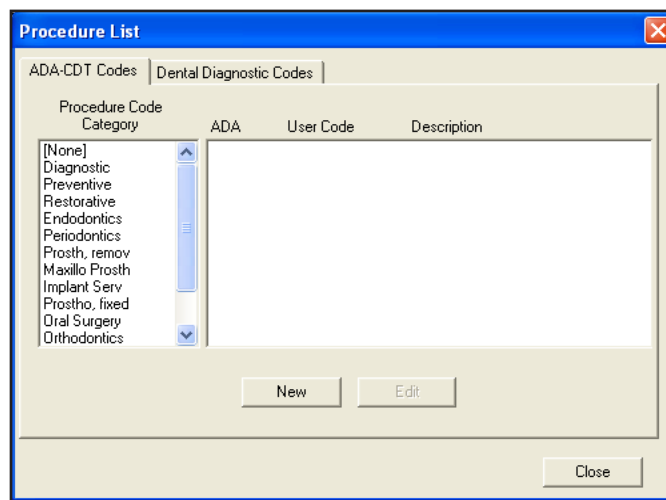 Procedure List
ADA-CDT Codes Dental Diagnostic Codes
Procedure Code
Category
ADA User Code Description
[None]
Diagnostic
Preventive
Restorative
Endodontics
Periodontics
Prosth, remov
Maxillo Prosth
Implant Serv
Prostho, fixed
Oral Surgery
Orthodontics
New Edit
Close